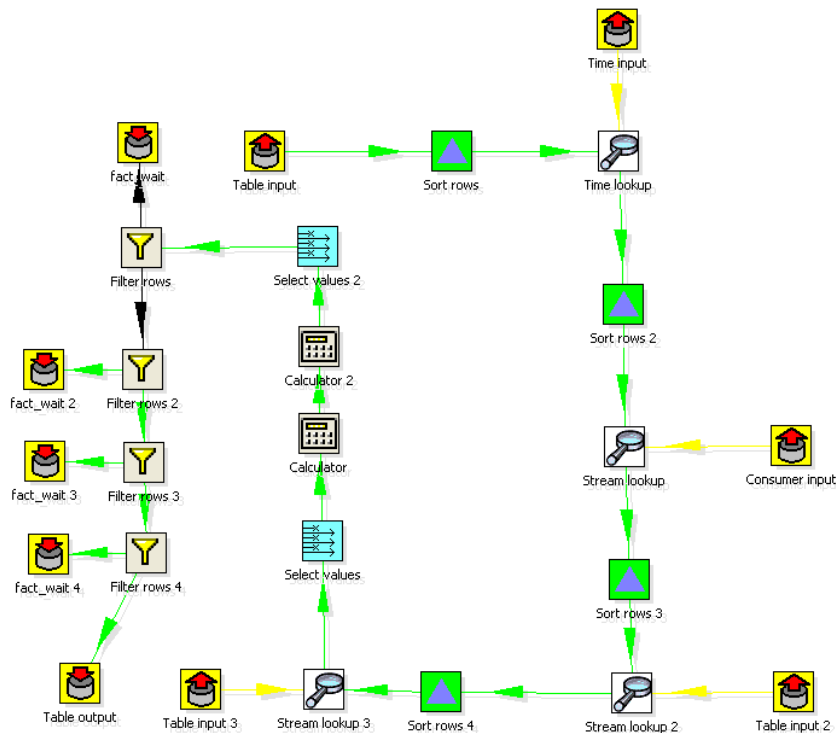 Time input
fact_wait
Table input
Sort rows
Time lookup
Filter rows
Select values 2
Sort rows 2
fact_wait 2
Filter rows 2
Calculator 2
fact_wait 3
Filter rows 3
Calculator
Stream lookup
Consumer input
fact_wait 4
Filter rows 4
Select values
Sort rows 3
Table output
Table input 3
Stream lookup 3
Sort rows 4
Stream lookup 2
Table input 2